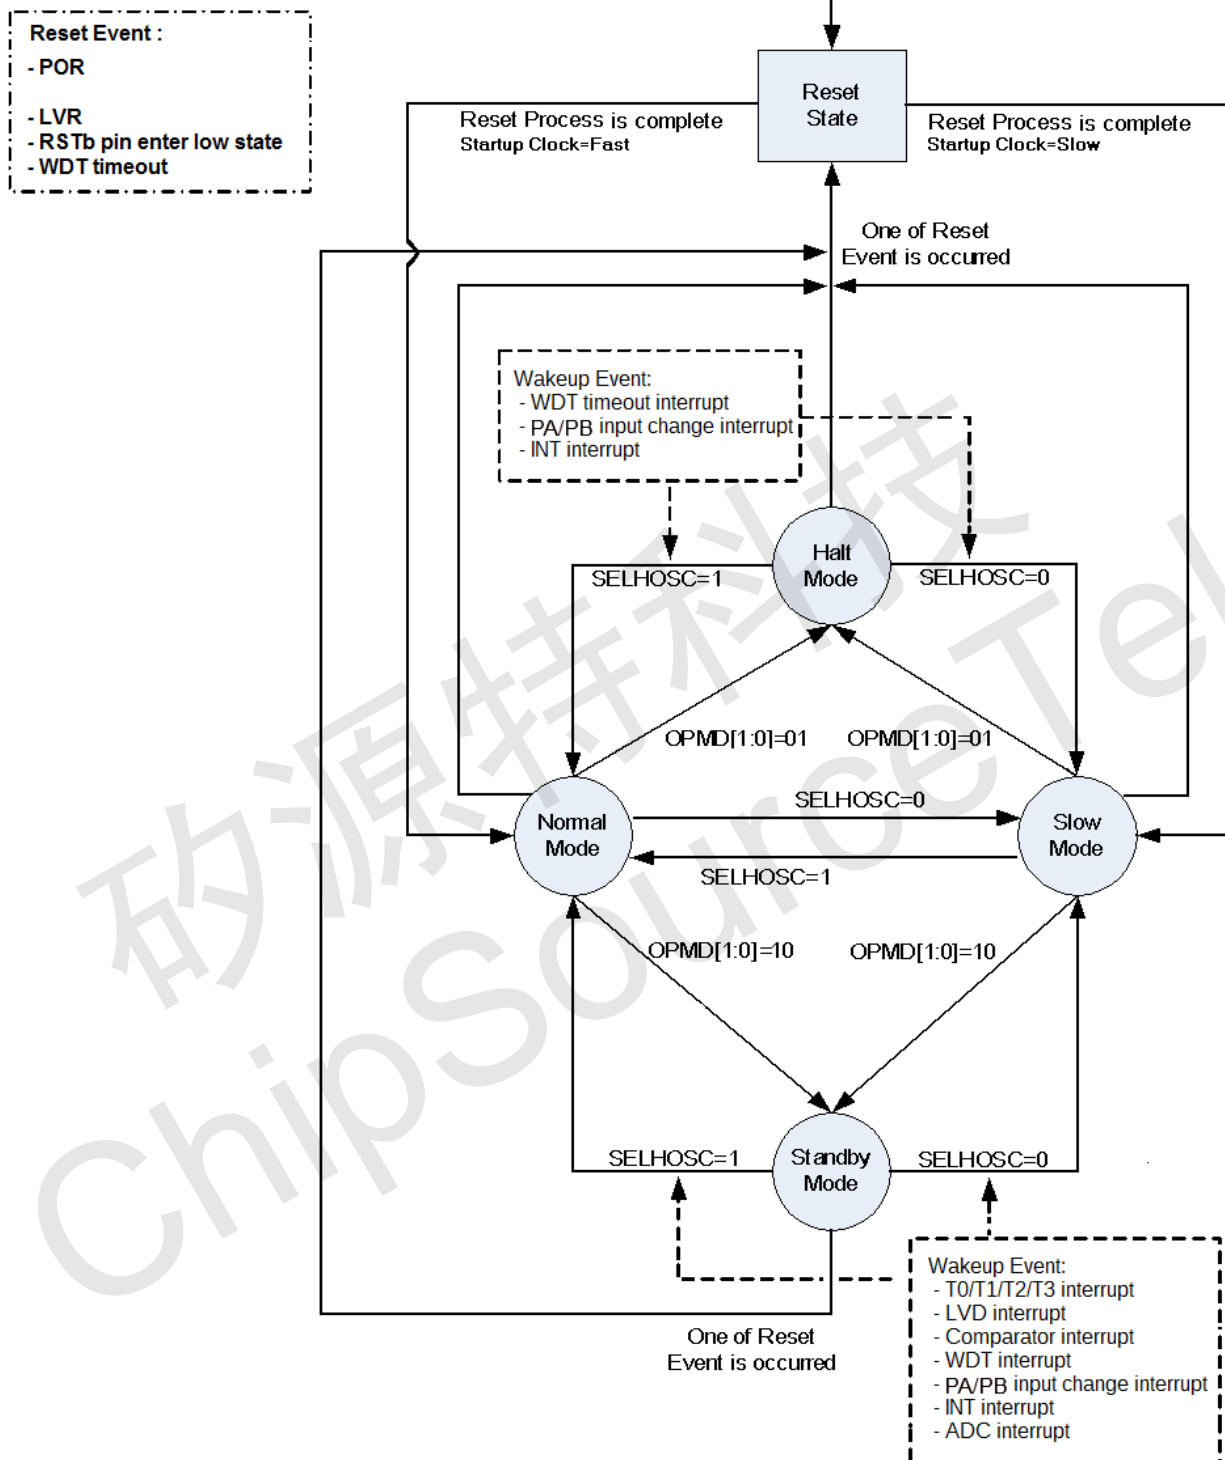 Reset Event :
- POR
- LVR
- RSTb pin enter low state
- WDT timeout
Reset
State
Reset Process is complete
Startup Clock=Fast
Reset Process is complete
Startup Clock=Slow
One of Reset
Event is occurred
Wakeup Event:
- WDT timeout interrupt
- PA/PB input change interrupt
- INT interrupt
Halt
Mode
SELHOSC=1
SELHOSC=0
OPMD[1:0]=01
OPMD[1:0]=01
SELHOSC=0
Normal
Mode
Slow
Mode
SELHOSC=1
OPMD[1:0]=10
OPMD[1:0]=10
SELHOSC=1
Standby
Mode
SELHOSC=0
Wakeup Event:
- T0/T1/T2/T3 interrupt
- LVD interrupt
- Comparator interrupt
- WDT interrupt
- PA/PB input change interrupt
- INT interrupt
- ADC interrupt
One of Reset
Event is occurred
矽源特科技
ChipSourceTel